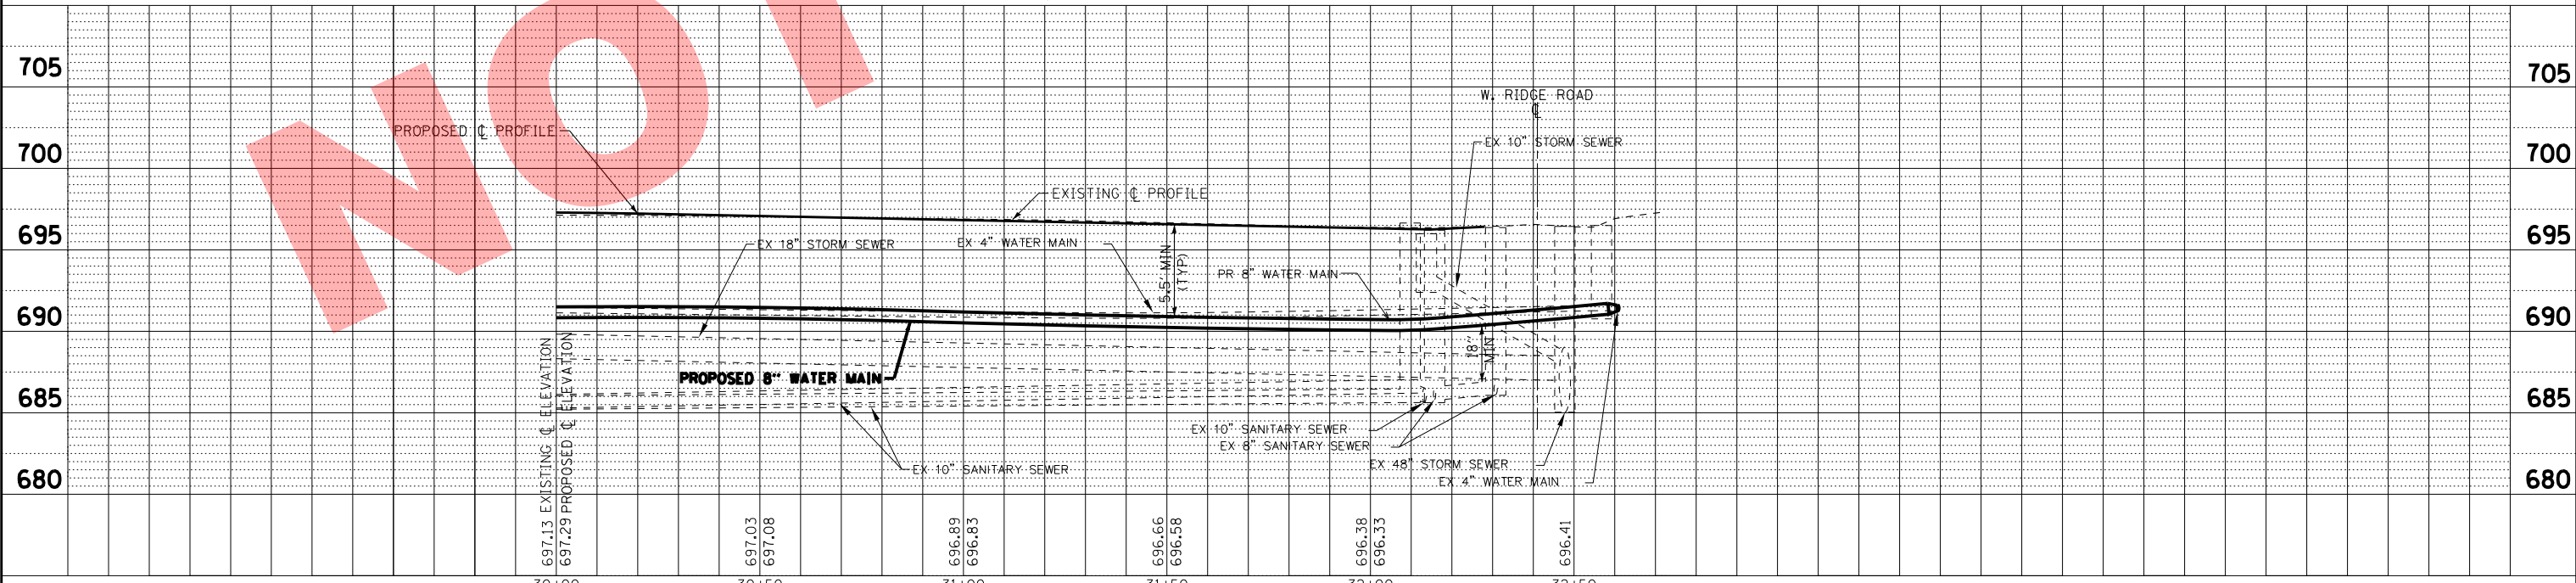 NOT
705
705
W. RIDGE ROAD
℄
PROPOSED ℄ PROFILE
EX 10" STORM SEWER
700
700
EXISTING ℄ PROFILE
695
695
EX 18" STORM SEWER
EX 4" WATER MAIN
5.5' MIN
(TYP)
PR 8" WATER MAIN
690
690
18"
MIN
PROPOSED 8" WATER MAIN
685
685
EX 10" SANITARY SEWER
EX 8" SANITARY SEWER
EX 48" STORM SEWER
EX 10" SANITARY SEWER
EX 4" WATER MAIN
680
680
697.13 EXISTING ℄ ELEVATION
697.29 PROPOSED ℄ ELEVATION
697.03
697.08
696.89
696.83
696.66
696.58
696.38
696.33
696.41